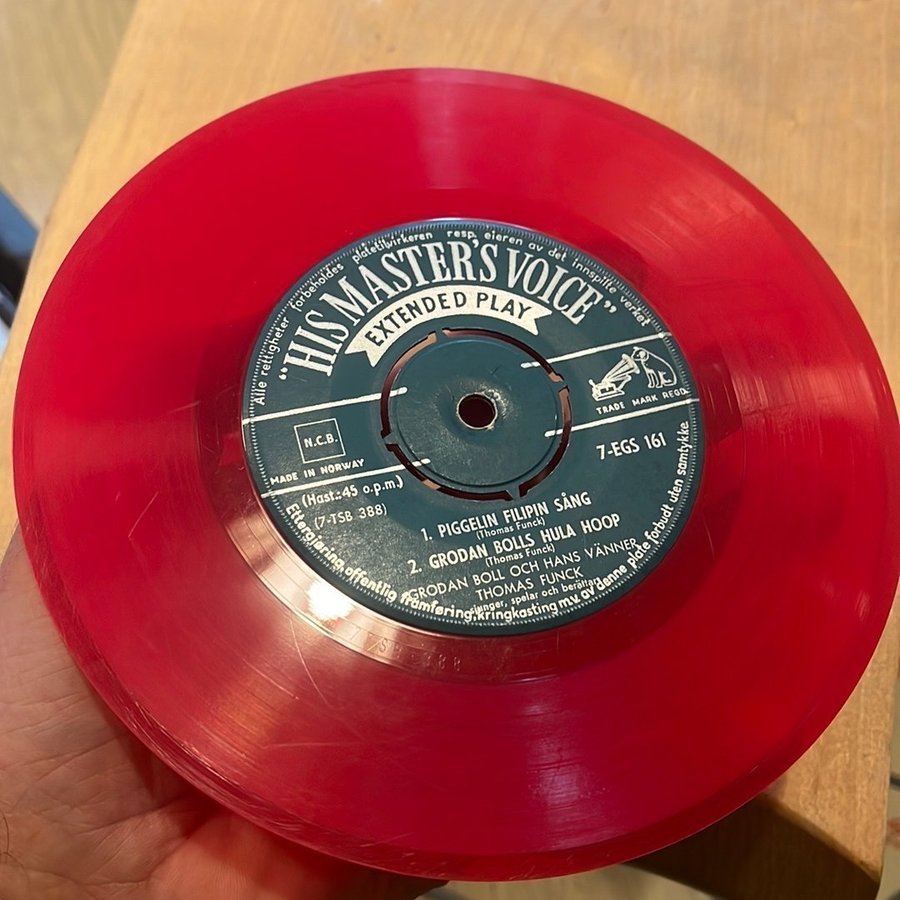 Alle rettigheter forbeholdes platetilvirkeren resp. eieren av det innspilte verket
"HIS MASTER'S VOICE"
EXTENDED PLAY
TRADE MARK REGD.
N.C.B.
MADE IN NORWAY
7-EGS 161
(Hast.: 45 o.p.m.)
(7-TSB 388)
1. PIGGELIN FILIPIN SÅNG
(Thomas Funck)
2. GRODAN BOLLS HULA HOOP
(Thomas Funck)
GRODAN BOLL OCH HANS VÄNNER
THOMAS FUNCK
sjunger, spelar och berättar
Ettergjøring, offentlig framføring, kringkasting m.v. av denne plate forbudt uten samtykke